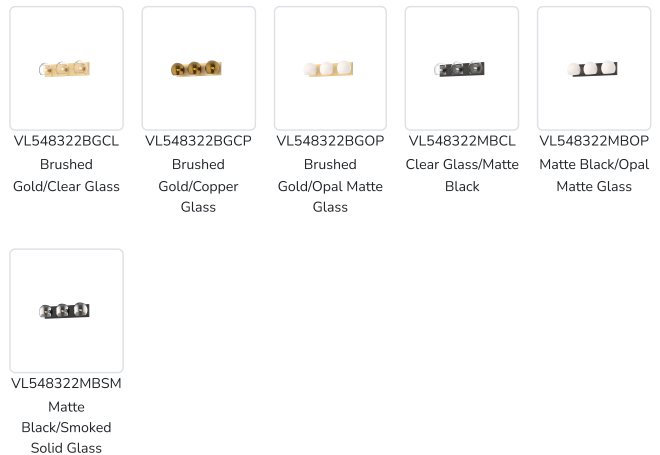 VL548322BGCL
Brushed
Gold/Clear Glass
VL548322BGCP
Brushed
Gold/Copper
Glass
VL548322BGOP
Brushed
Gold/Opal Matte
Glass
VL548322MBCL
Clear Glass/Matte
Black
VL548322MBOP
Matte Black/Opal
Matte Glass
VL548322MBSM
Matte
Black/Smoked
Solid Glass